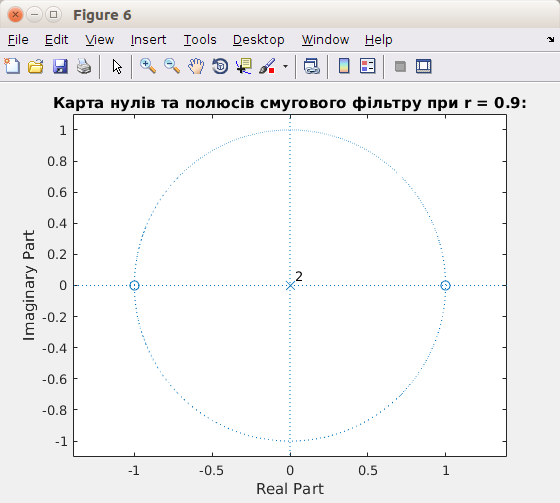 Figure 6
File Edit View Insert Tools Desktop Window Help
Карта нулів та полюсів смугового фільтру при r = 0.9:
1
0.8
0.6
0.4
0.2
0
-0.2
-0.4
-0.6
-0.8
-1
Imaginary Part
2
-1 -0.5 0 0.5 1
Real Part